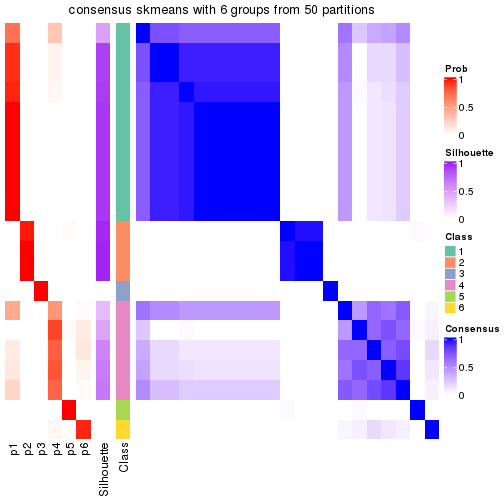 consensus skmeans with 6 groups from 50 partitions
Prob
1
0.5
0
Silhouette
1
0.5
0
Class
1
2
3
4
5
6
Consensus
1
0.5
0
p1
p2
p3
p4
p5
p6
Silhouette
Class